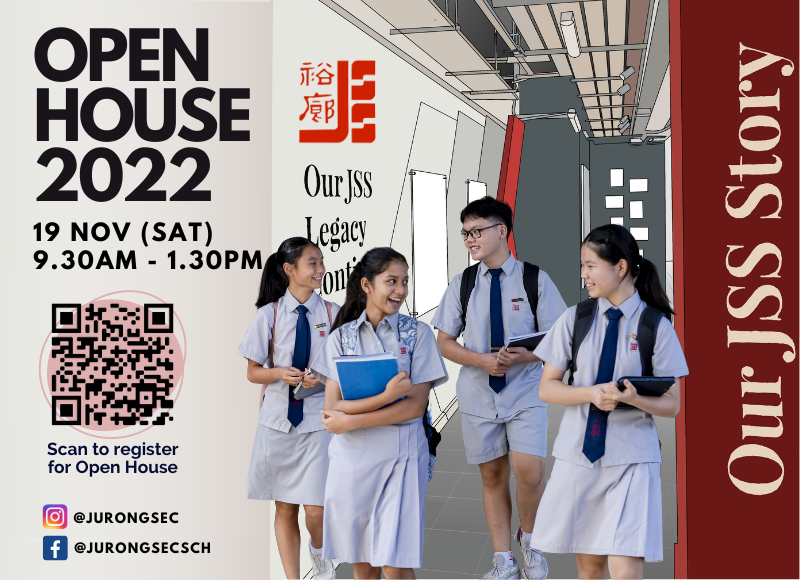 OPEN
HOUSE
2022
19 NOV (SAT)
9.30AM - 1.30PM
Scan to register
for Open House
@JURONGSEC
@JURONGSECSCH
裕
廊
JSS
Our JSS
Legacy
Our JSS Story